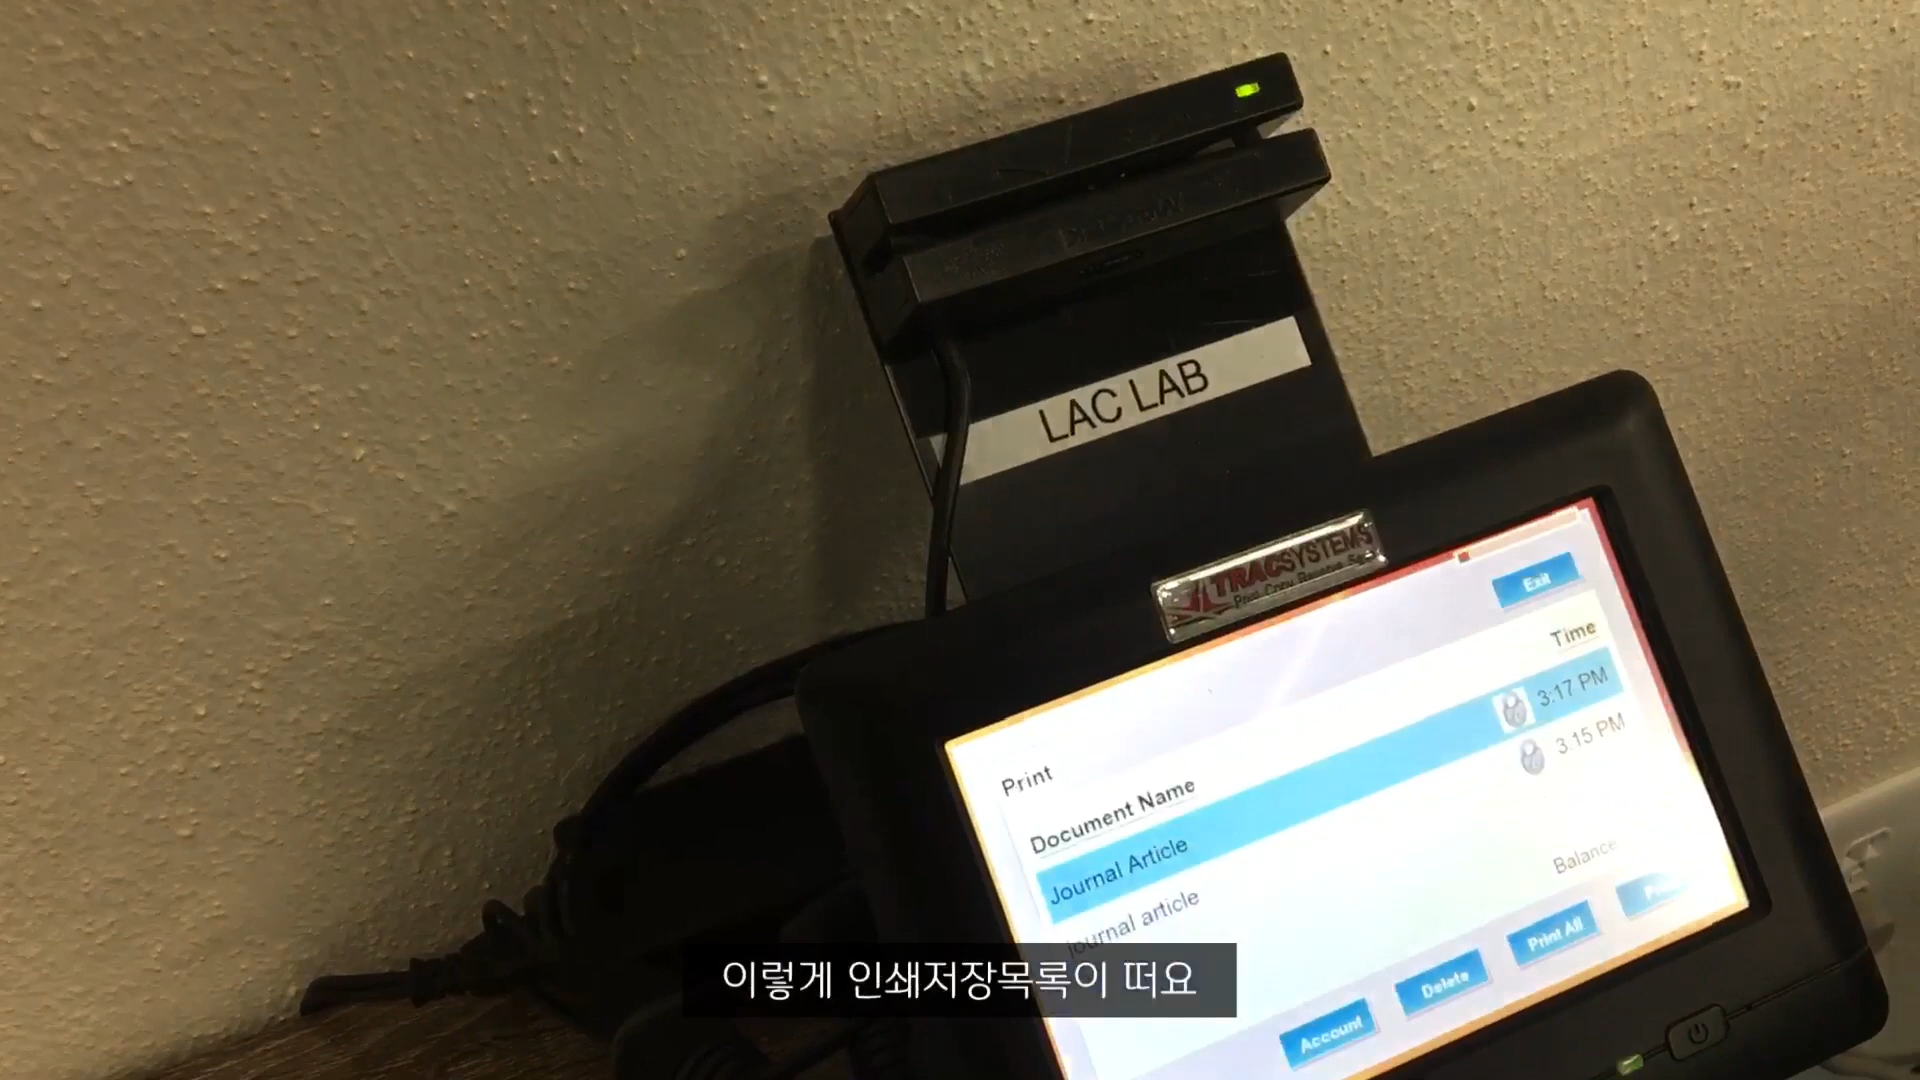 LAC LAB
TRACSYSTEMS
Exit
Print
Document Name
Time
Journal Article
3:17 PM
journal article
3:15 PM
Balance
Account
Delete
Print All
이렇게 인쇄저장목록이 떠요